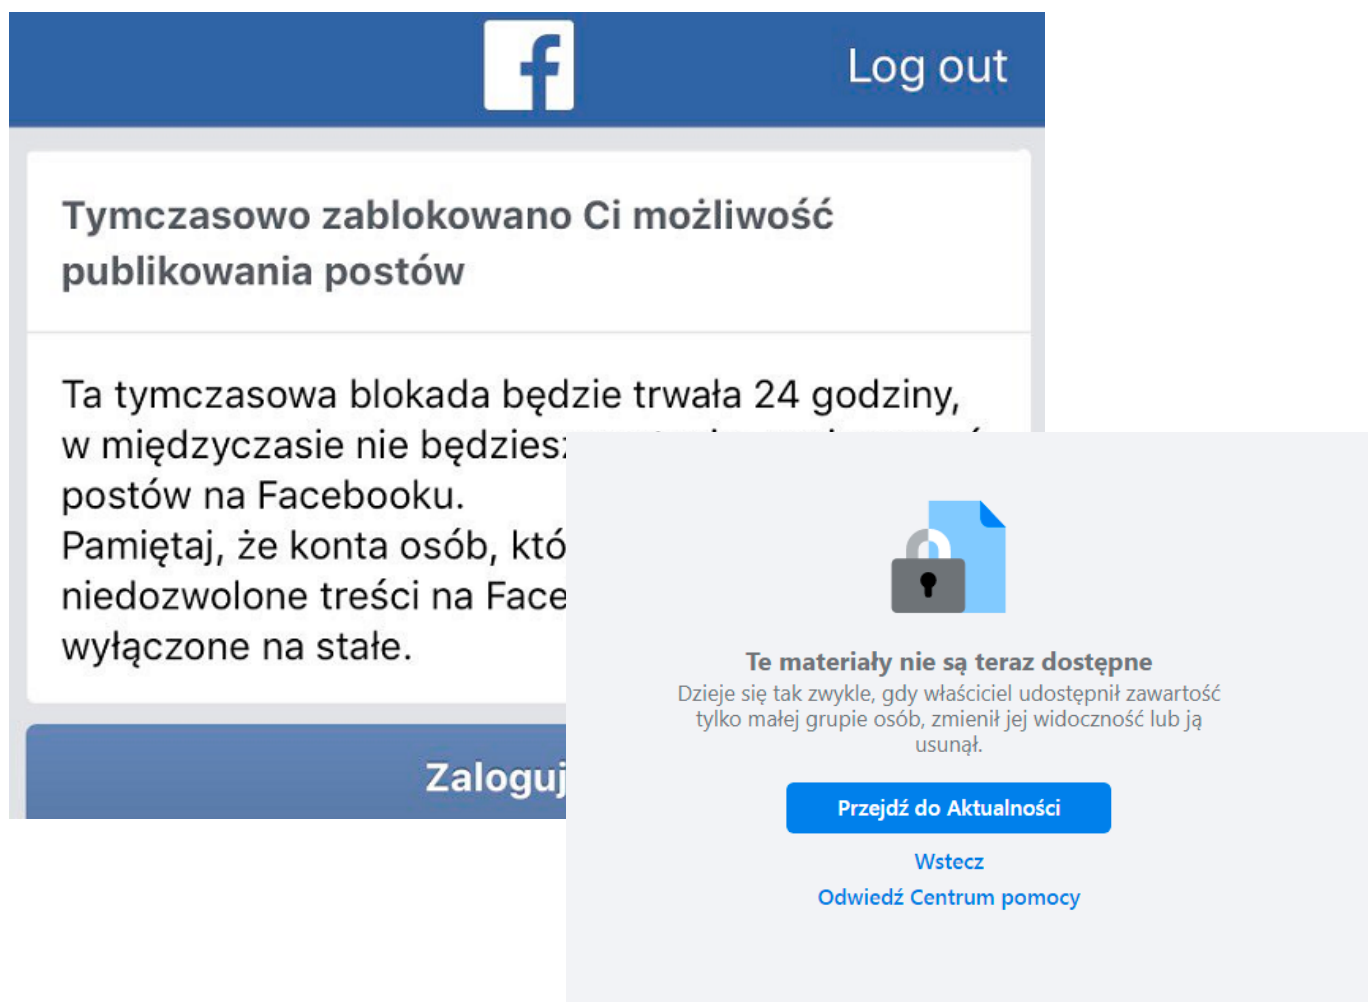 f
Log out
Tymczasowo zablokowano Ci możliwość
publikowania postów
Ta tymczasowa blokada będzie trwała 24 godziny,
w międzyczasie nie będziesz
postów na Facebooku.
Pamiętaj, że konta osób,
niedozwolone treści na
wyłączone na stałe.
Te materiały nie są teraz dostępne
Dzieje się tak zwykle, gdy właściciel udostępnił zawartość
tylko małej grupie osób, zmienił jej widoczność lub ją
usunął.
Przejdź do Aktualności
Wstecz
Odwiedź Centrum pomocy